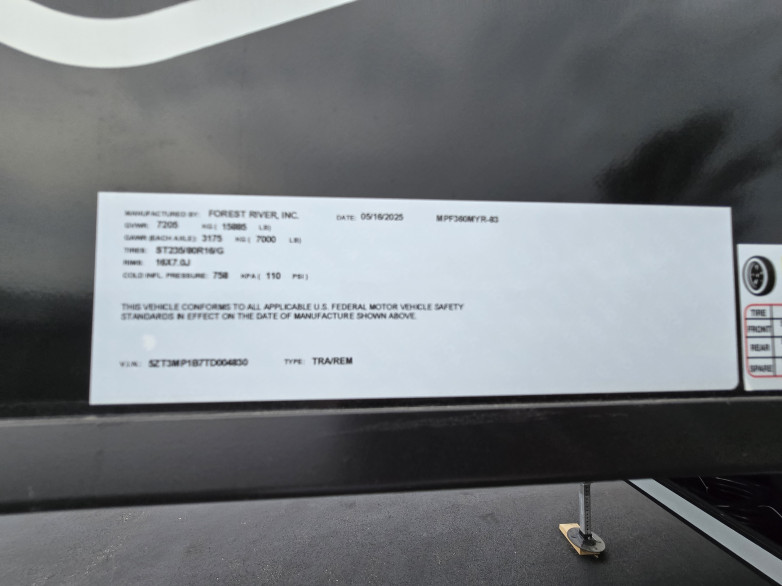 MANUFACTURED BY: FOREST RIVER, INC. DATE: 05/16/2025 MPF360MYR-83
GVWR: 7205 KG ( 15885 LB)
GAWR (EACH AXLE): 3175 KG ( 7000 LB)
TIRES: ST235/80R16/G
RIMS: 16X7.0J
COLD INFL. PRESSURE: 758 KPA ( 110 PSI )
THIS VEHICLE CONFORMS TO ALL APPLICABLE U.S. FEDERAL MOTOR VEHICLE SAFETY
STANDARDS IN EFFECT ON THE DATE OF MANUFACTURE SHOWN ABOVE.
V.I.N.: 5ZT3MP1B7TD004830 TYPE: TRA/REM
TIRE
FRONT
REAR
SPARE